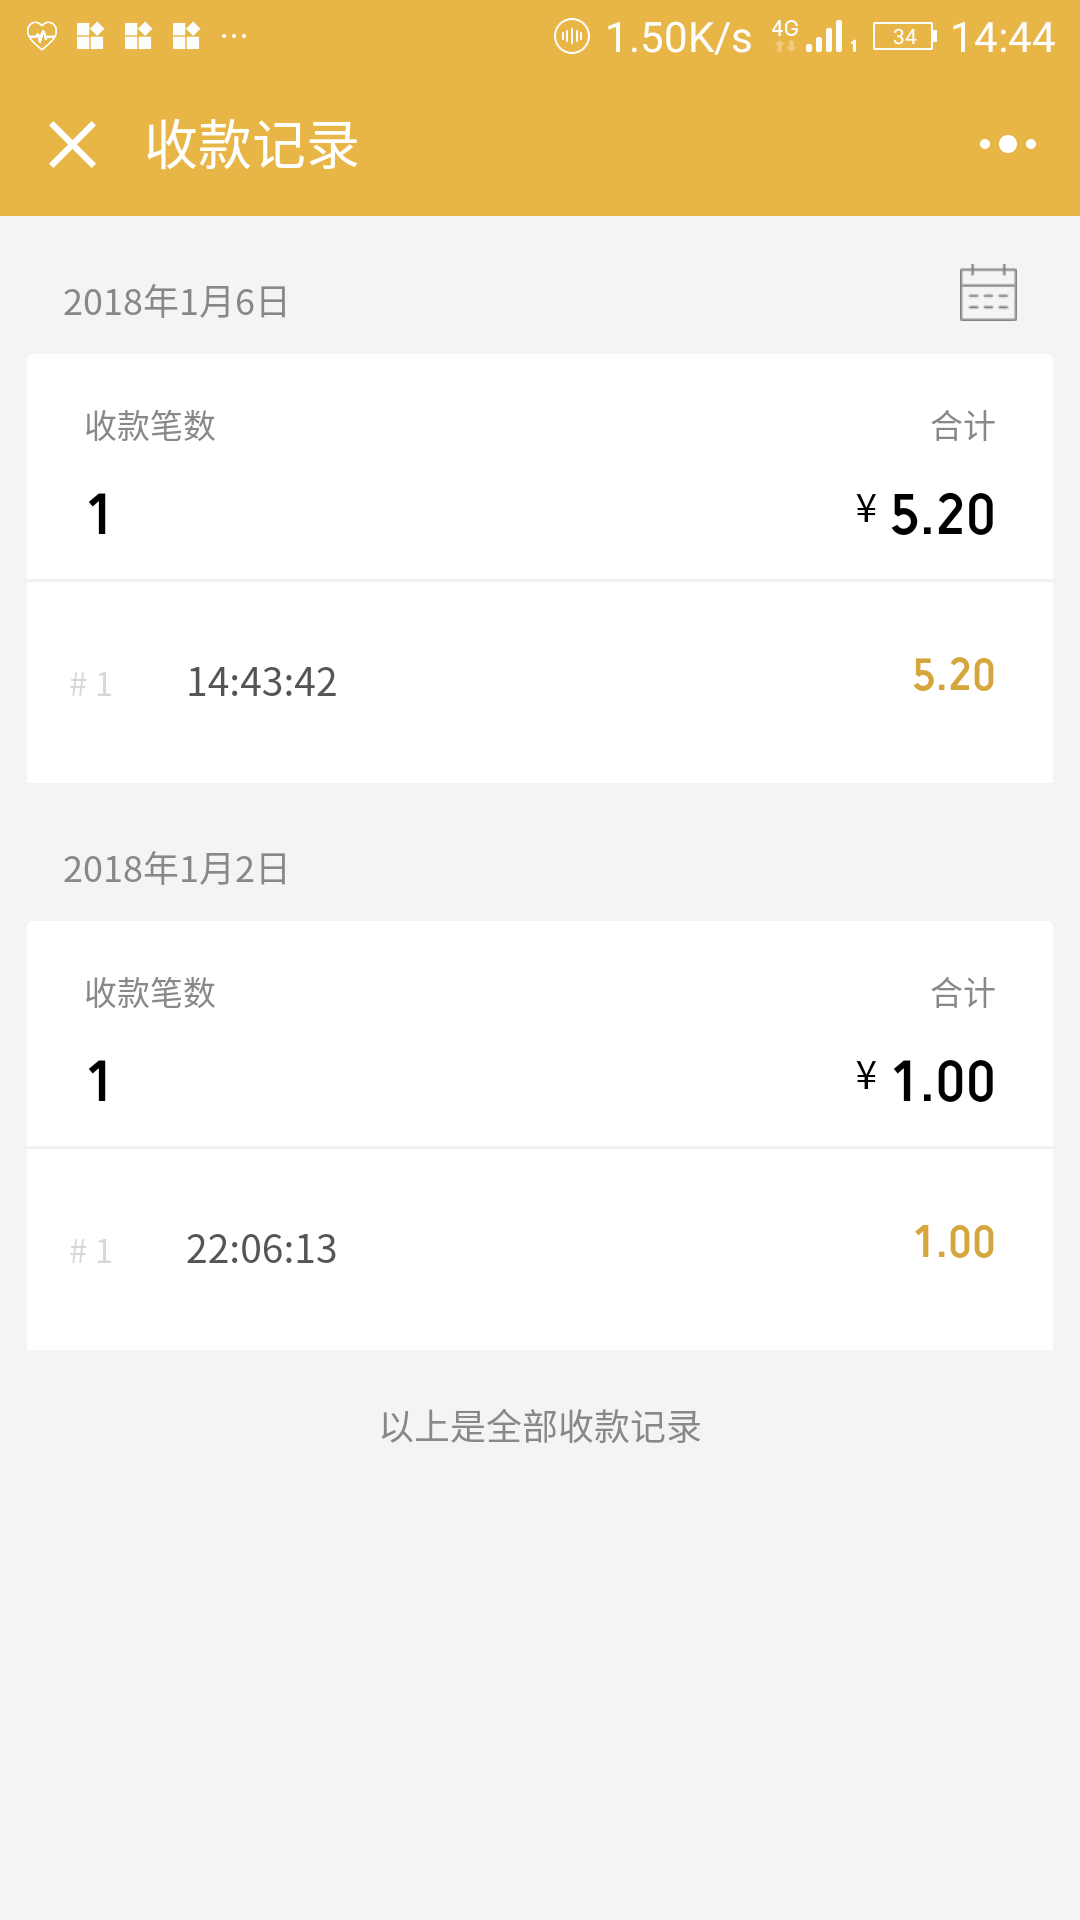 1.50K/s 4G 1 34 14:44
收款记录
2018年1月6日
收款笔数 合计
1 ¥ 5.20
# 1 14:43:42 5.20
2018年1月2日
收款笔数 合计
1 ¥ 1.00
# 1 22:06:13 1.00
以上是全部收款记录